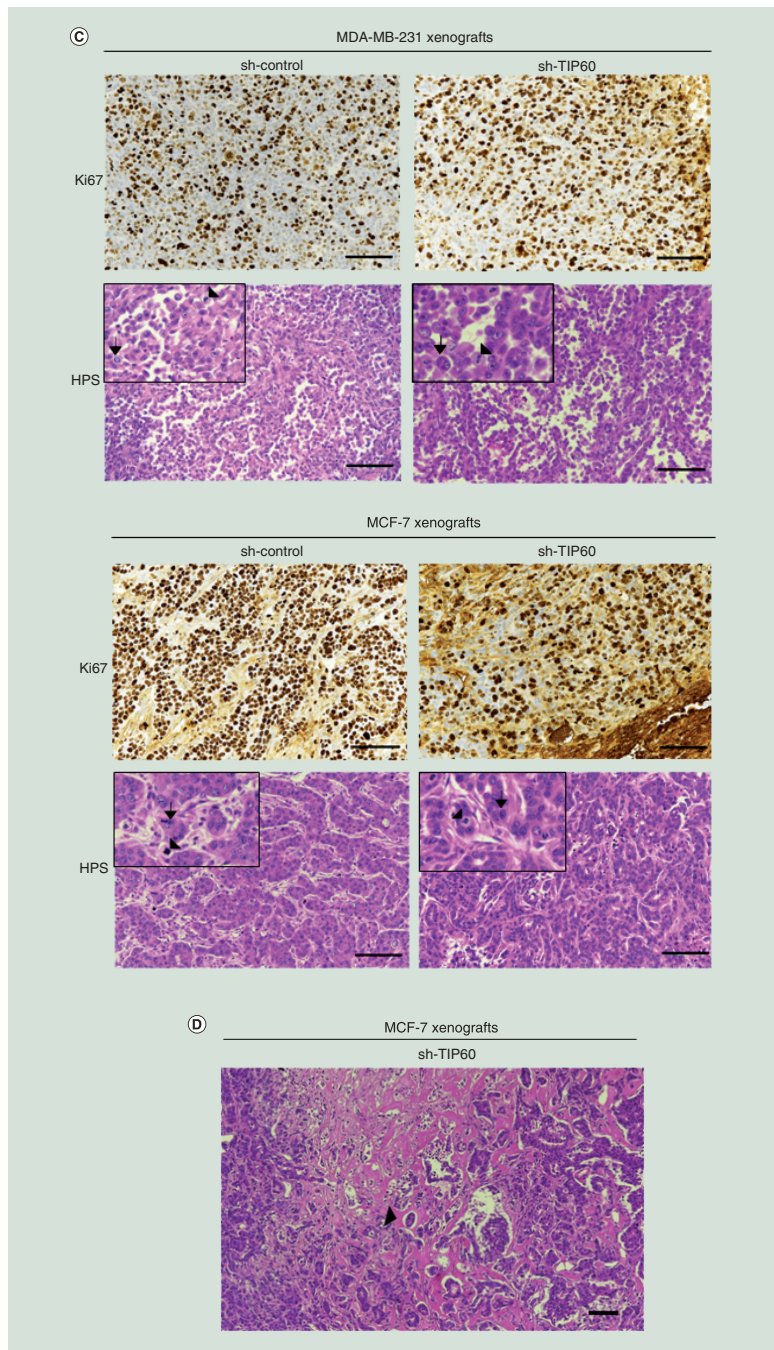 C
MDA-MB-231 xenografts
sh-control sh-TIP60
Ki67
HPS
MCF-7 xenografts
sh-control sh-TIP60
Ki67
HPS
D
MCF-7 xenografts
sh-TIP60